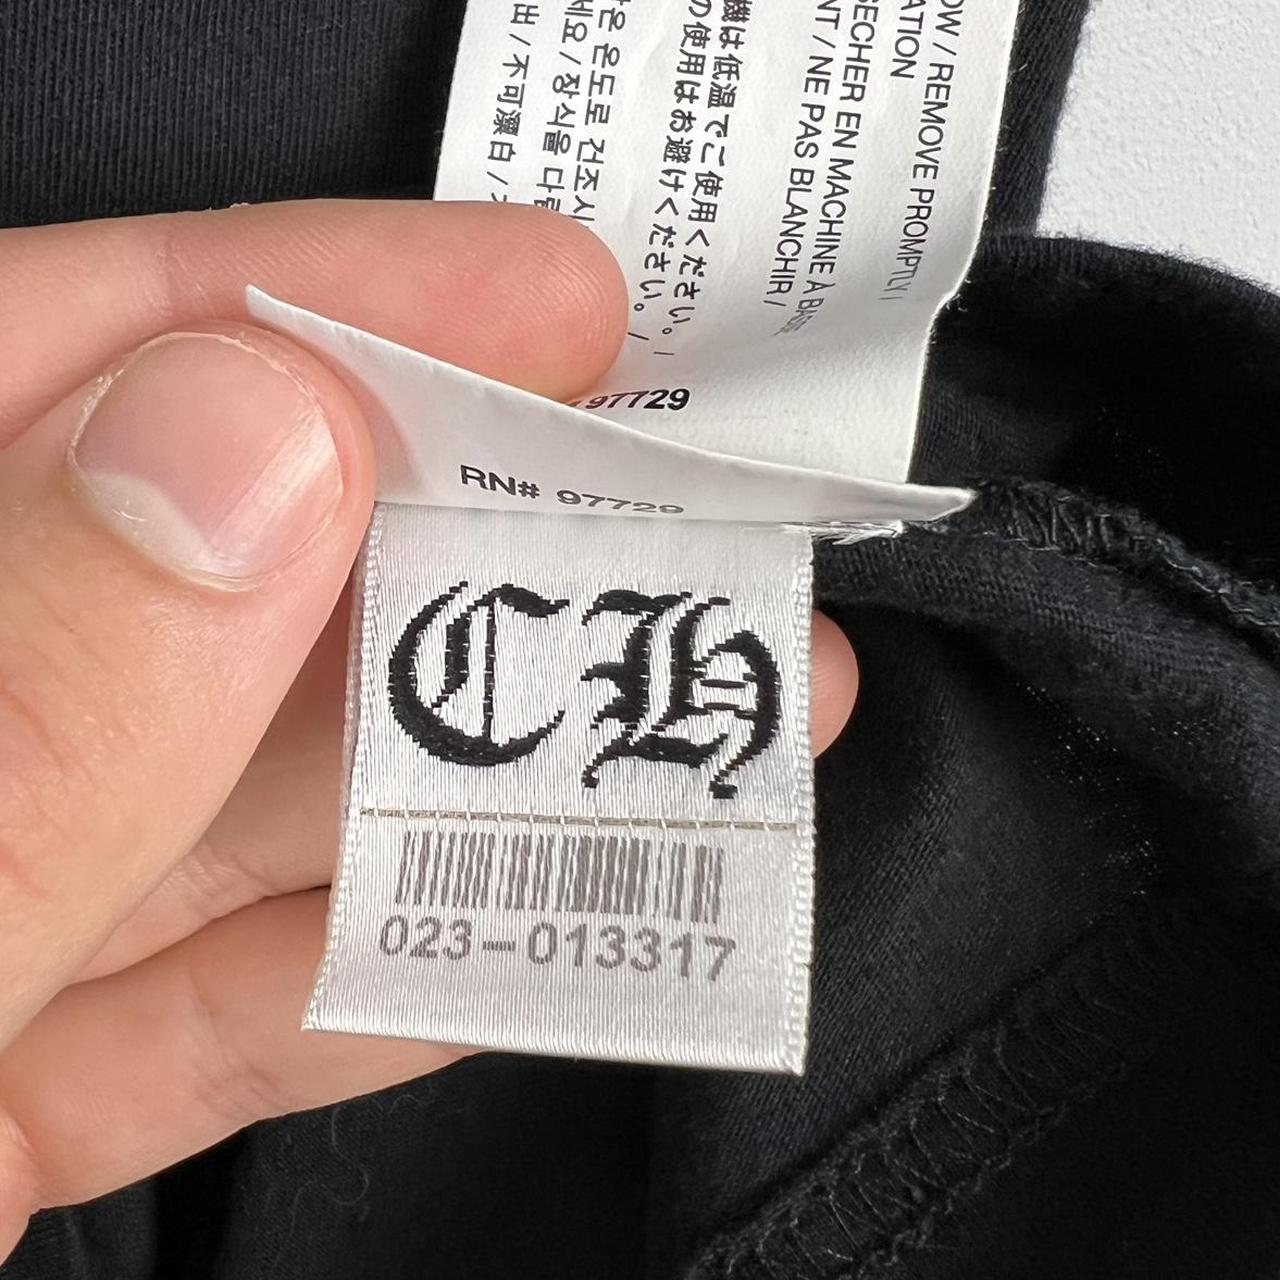 OW / REMOVE PROMPTLY /
ATION
SECHER EN MACHINE À
NT / NE PAS BLANCHIR /
機は低温でご使用ください。/
の使用はお避けください。/
은 온도로 건조시
세요 / 장식을 다
出 / 不可漂白 /
97729
RN# 97729
CH
023-013317